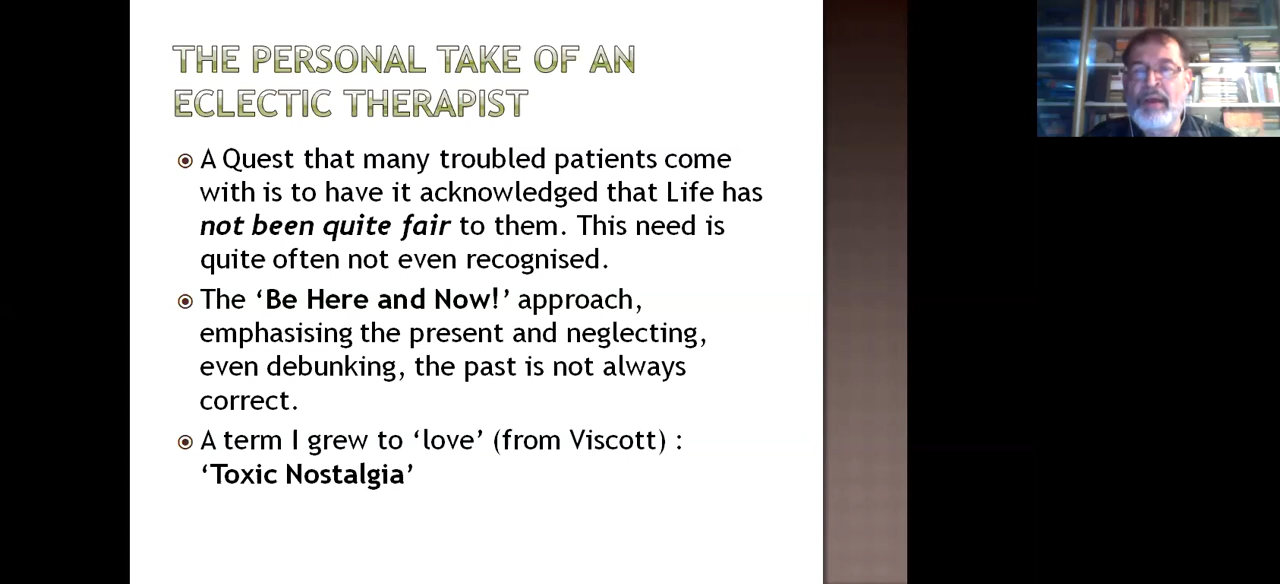 THE PERSONAL TAKE OF AN
ECLECTIC THERAPIST
A Quest that many troubled patients come
with is to have it acknowledged that Life has
not been quite fair to them. This need is
quite often not even recognised.
The ‘Be Here and Now!’ approach,
emphasising the present and neglecting,
even debunking, the past is not always
correct.
A term I grew to ‘love’ (from Viscott) :
‘Toxic Nostalgia’